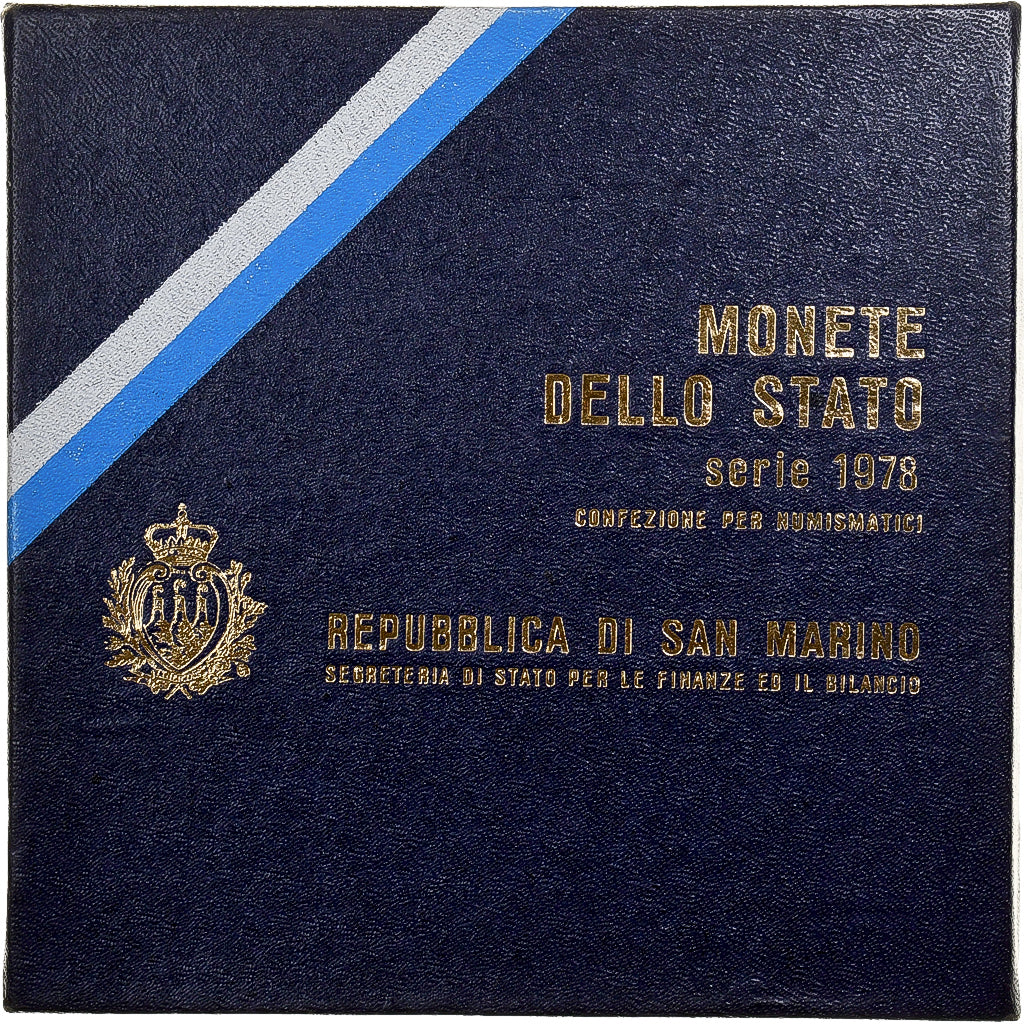 MONETE
DELLO STATO
serie 1978
CONFEZIONE PER NUMISMATICI
REPUBBLICA DI SAN MARINO
SEGRETERIA DI STATO PER LE FINANZE ED IL BILANCIO